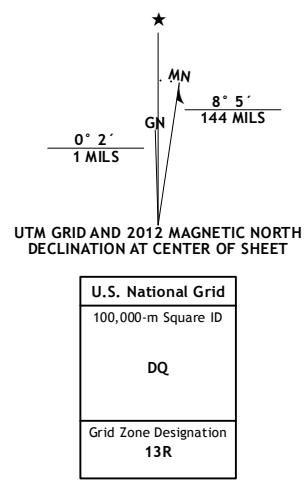 ★
MN
8° 5´
144 MILS
GN
0° 2´
1 MILS
UTM GRID AND 2012 MAGNETIC NORTH
DECLINATION AT CENTER OF SHEET
U.S. National Grid
100,000-m Square ID
DQ
Grid Zone Designation
13R